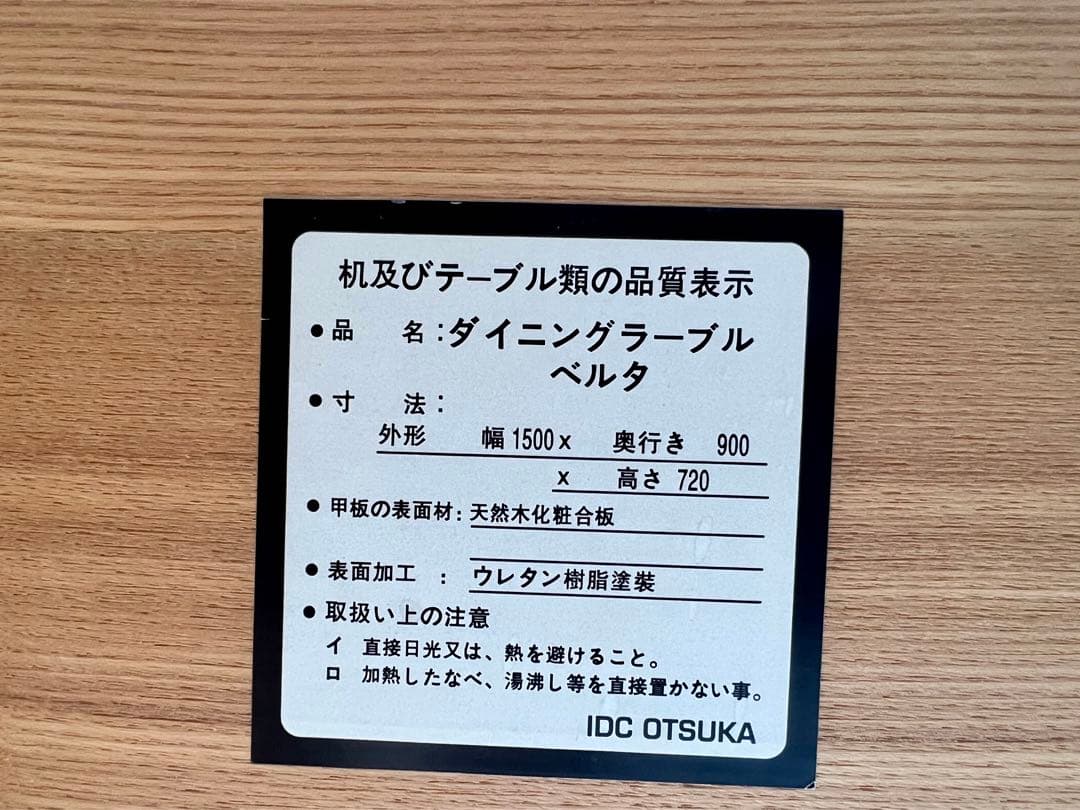 机及びテーブル類の品質表示
●品　名：ダイニングラーブル
ベルタ
●寸　法：
外形　幅1500x　奥行き　900
x　高さ　720
●甲板の表面材：天然木化粧合板
●表面加工　：ウレタン樹脂塗装
●取扱い上の注意
イ　直接日光又は、熱を避けること。
ロ　加熱したなべ、湯沸し等を直接置かない事。
IDC OTSUKA